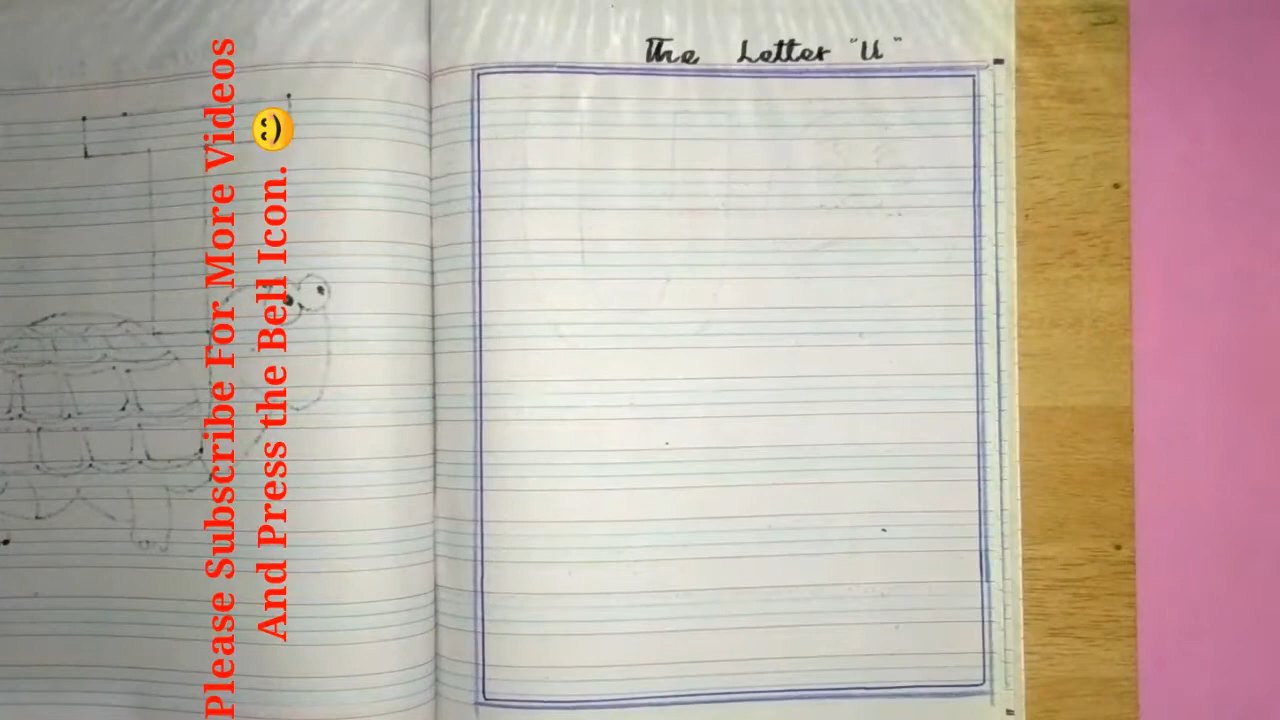 The Letter "U"
Please Subscribe For More Videos
And Press the Bell Icon. 😊